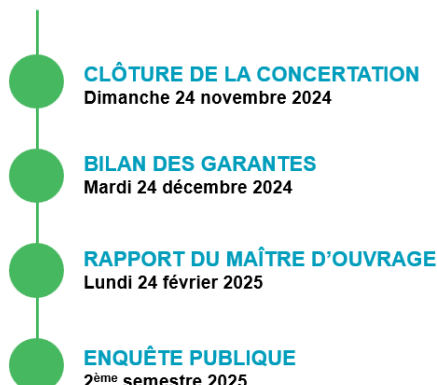 CLÔTURE DE LA CONCERTATION
Dimanche 24 novembre 2024
BILAN DES GARANTES
Mardi 24 décembre 2024
RAPPORT DU MAÎTRE D’OUVRAGE
Lundi 24 février 2025
ENQUÊTE PUBLIQUE
2ème semestre 2025